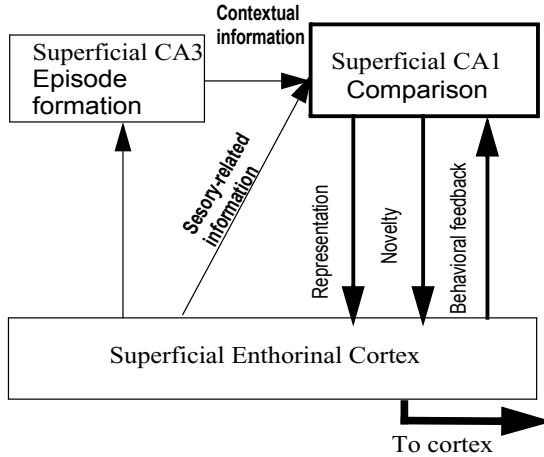 Contextual
information
Superficial CA3
Episode
formation
Superficial CA1
Comparison
Sesory-related
information
Representation
Novelty
Behavioral feedback
Superficial Enthorinal Cortex
To cortex